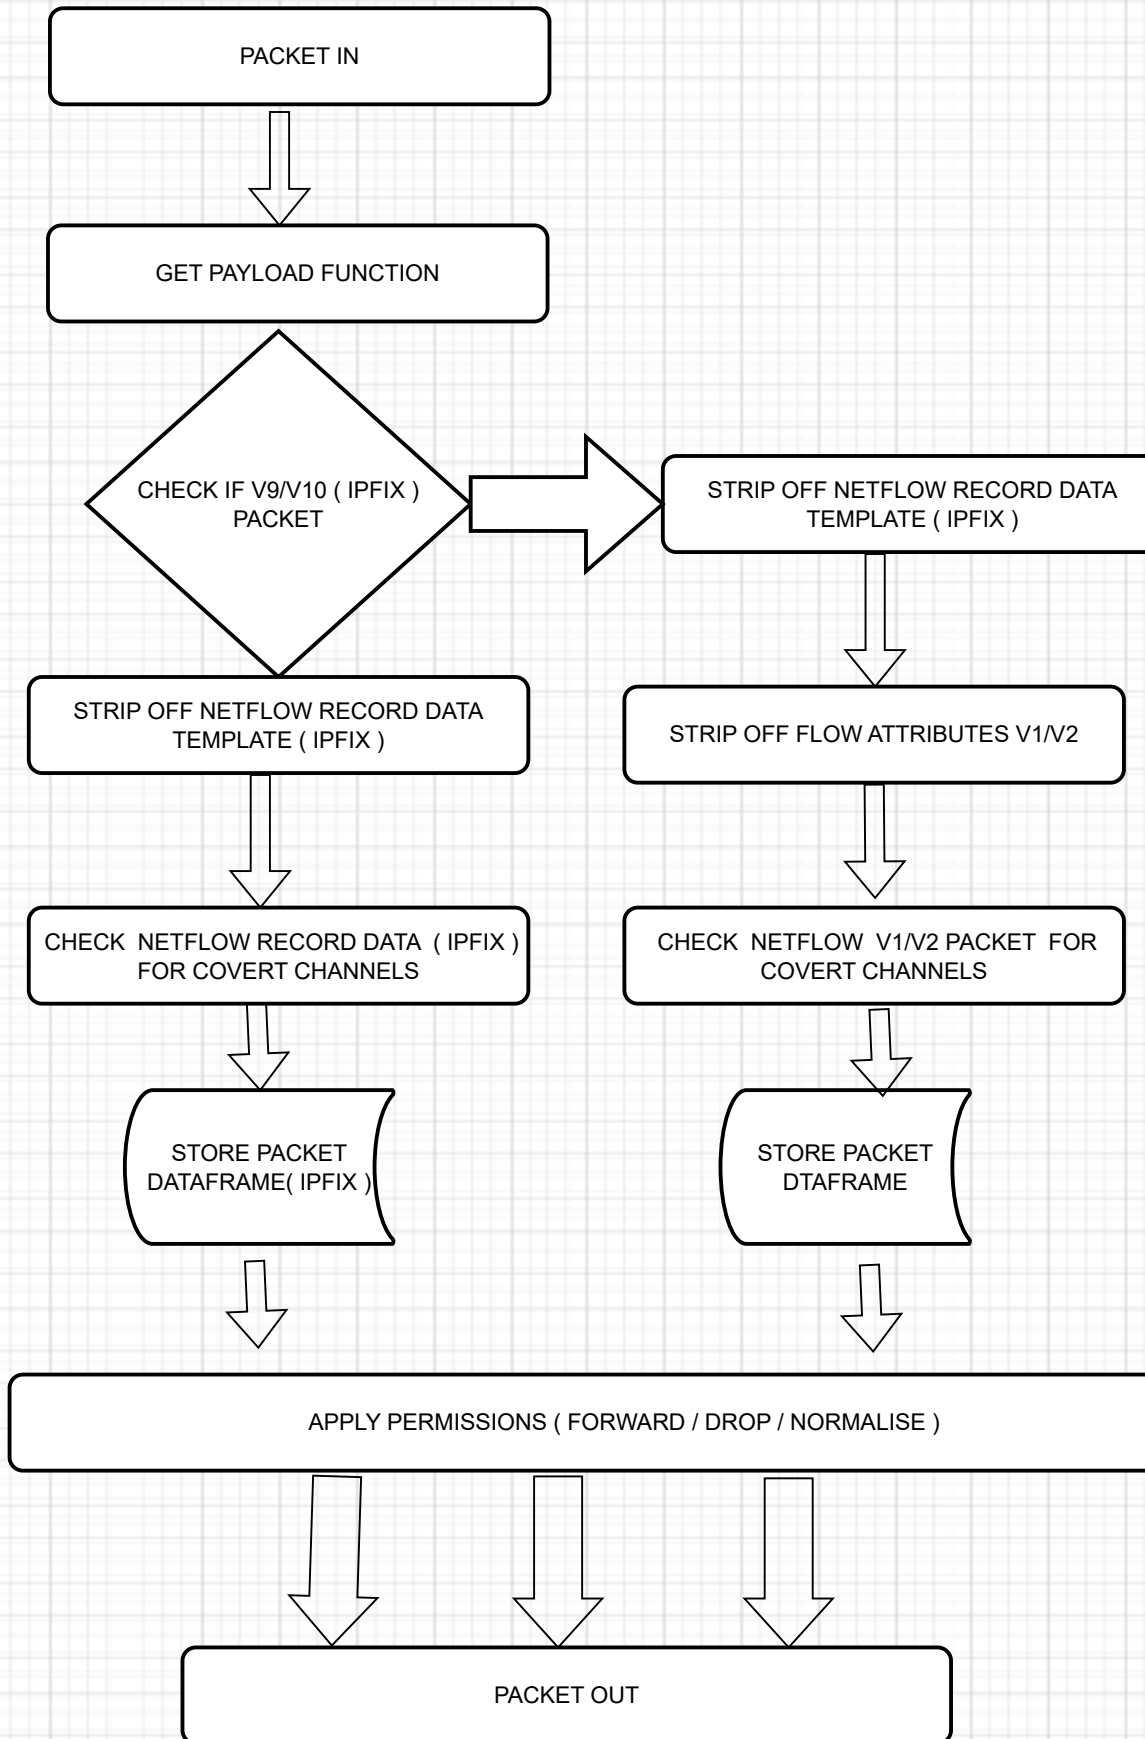 PACKET IN
GET PAYLOAD FUNCTION
CHECK IF V9/V10 ( IPFIX )
PACKET
STRIP OFF NETFLOW RECORD DATA
TEMPLATE ( IPFIX )
STRIP OFF NETFLOW RECORD DATA
TEMPLATE ( IPFIX )
STRIP OFF FLOW ATTRIBUTES V1/V2
CHECK  NETFLOW RECORD DATA  ( IPFIX )
FOR COVERT CHANNELS
CHECK  NETFLOW  V1/V2 PACKET  FOR
COVERT CHANNELS
STORE PACKET
DATAFRAME( IPFIX )
STORE PACKET
DTAFRAME
APPLY PERMISSIONS ( FORWARD / DROP / NORMALISE )
PACKET OUT